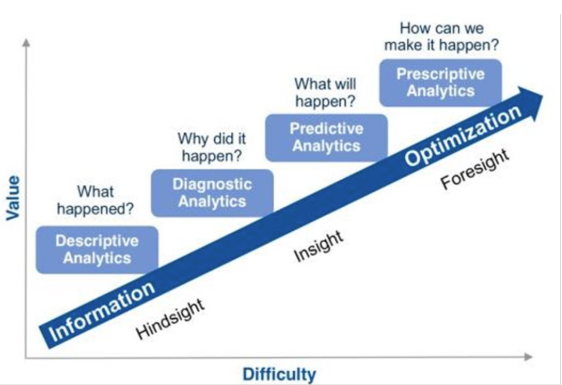 How can we
make it happen?
Prescriptive
Analytics
What will
happen?
Predictive
Analytics
Optimization
Foresight
Why did it
happen?
Diagnostic
Analytics
Insight
What
happened?
Descriptive
Analytics
Information
Hindsight
Value
Difficulty